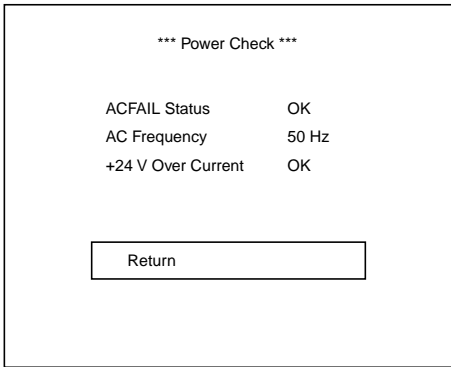 *** Power Check ***
ACFAIL Status OK
AC Frequency 50 Hz
+24 V Over Current OK
Return